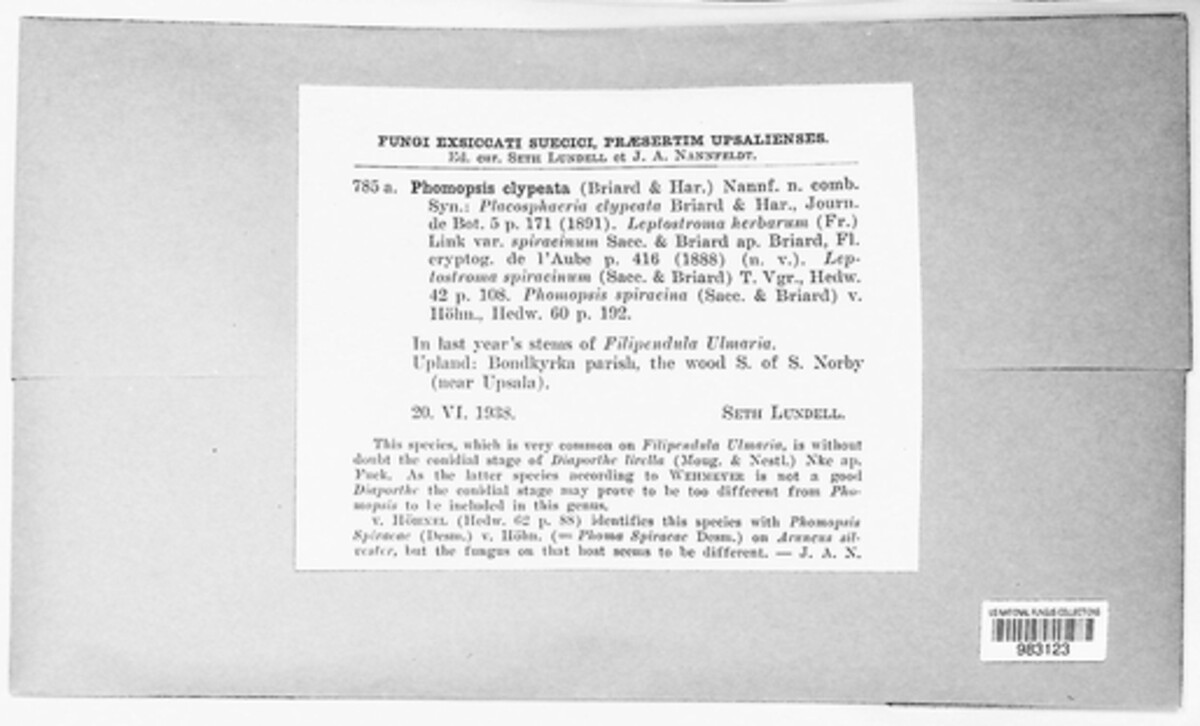 FUNGI EXSICCATI SUECICI, PRÆSERTIM UPSALIENSES.
Ed. cur. SETH LUNDELL et J. A. NANNFELDT.
785 a. Phomopsis clypeata (Briard & Har.) Nannf. n. comb.
Syn.: Placosphaeria clypeata Briard & Har., Journ.
de Bot. 5 p. 171 (1891). Leptostroma herbarum (Fr.)
Link var. spiraeinum Sacc. & Briard ap. Briard, Fl.
cryptog. de l'Aube p. 416 (1888) (n. v.). Lep-
tostroma spiraeinum (Sacc. & Briard) T. Vgr., Hedw.
42 p. 108. Phomopsis spiraeina (Sacc. & Briard) v.
Höhn., Hedw. 60 p. 192.
In last year's stems of Filipendula Ulmaria.
Upland: Bondkyrka parish, the wood S. of S. Norby
(near Upsala).
20. VI. 1938. SETH LUNDELL.
This species, which is very common on Filipendula Ulmaria, is without
doubt the conidial stage of Diaporthe lirella (Moug. & Nestl.) Nke ap.
Fuck. As the latter species according to WEHMEYER is not a good
Diaporthe the conidial stage may prove to be too different from Pho-
mopsis to be included in this genus.
v. HÖHNEL (Hedw. 62 p. 88) identifies this species with Phomopsis
Spiraeae (Desm.) v. Höhn. (= Phoma Spiraeae Desm.) on Aruncus sil-
vester, but the fungus on that host seems to be different. — J. A. N.
US NATIONAL FUNGUS COLLECTIONS
983123